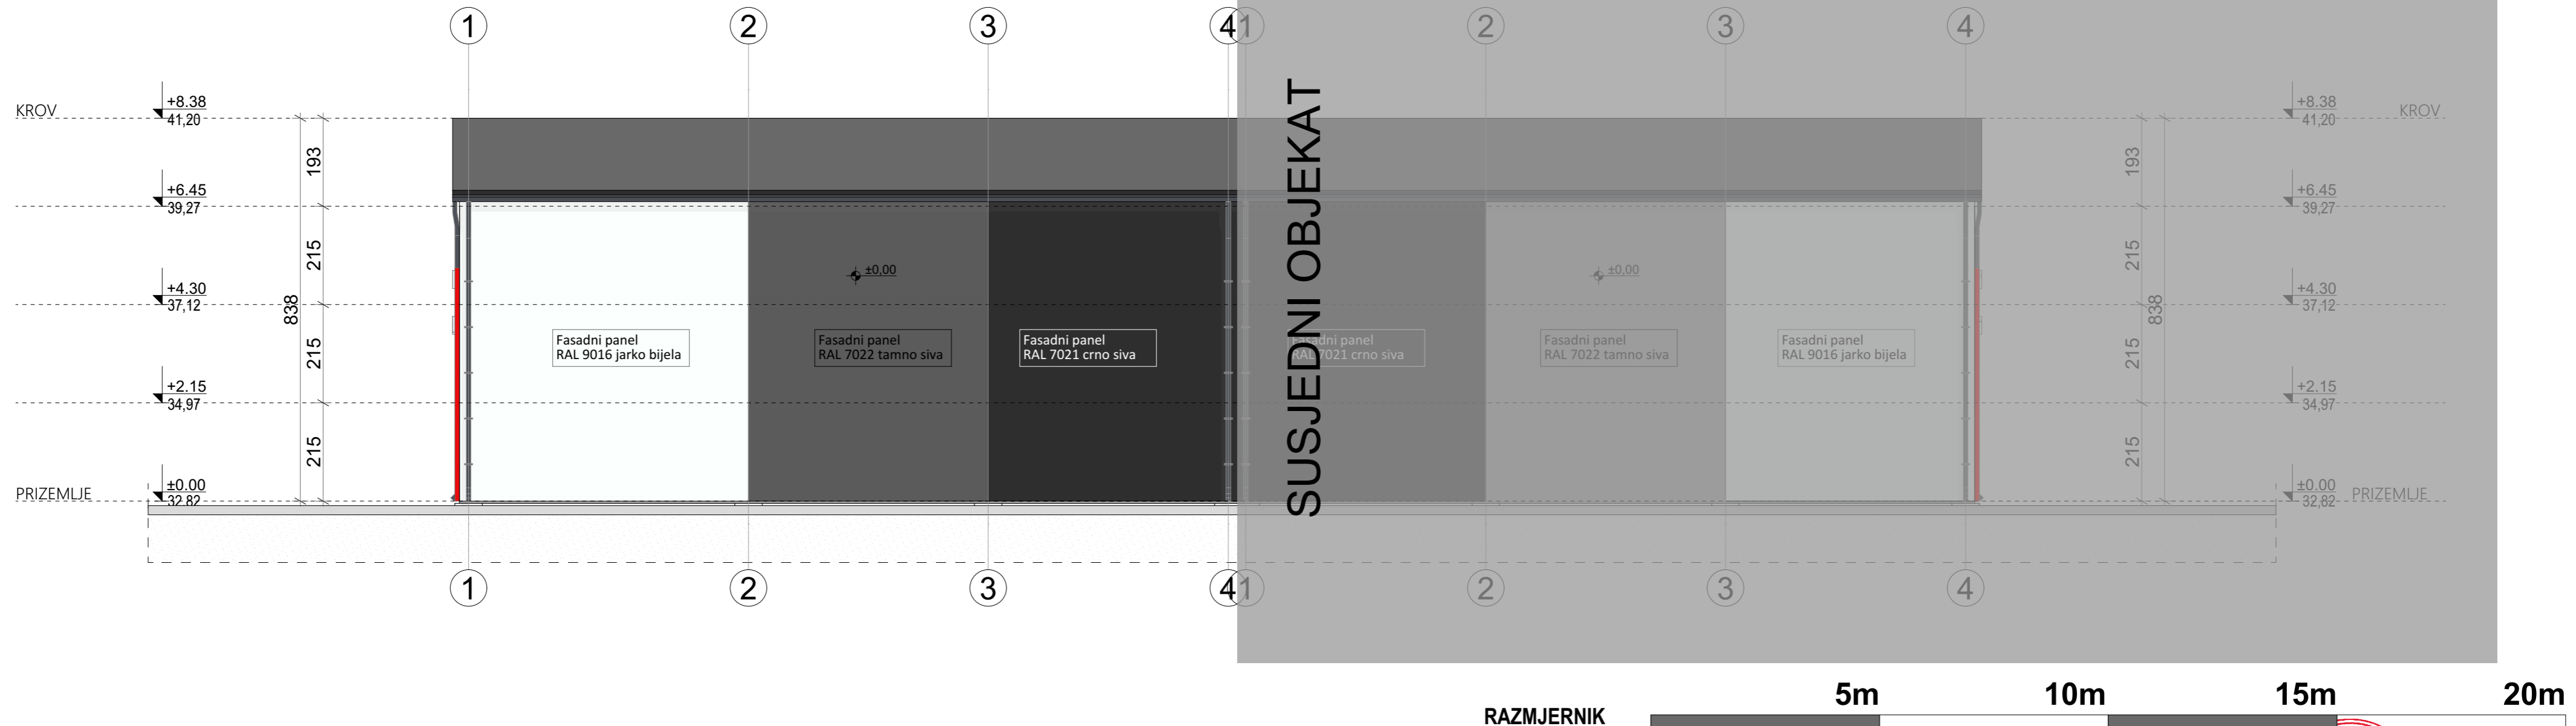 1 2 3 4 1 2 3 4
KROV +8.38 +8.38 KROV
41,20 41,20
193 193
+6.45 +6.45
39,27 39,27
215 215
±0,00 ±0,00
+4.30 +4.30
37,12 37,12
838 838
Fasadni panel
RAL 9016 jarko bijela
Fasadni panel
RAL 7022 tamno siva
Fasadni panel
RAL 7021 crno siva
SUSJEDNI OBJEKAT
Fasadni panel
RAL 7021 crno siva
Fasadni panel
RAL 7022 tamno siva
Fasadni panel
RAL 9016 jarko bijela
215 215
+2.15 +2.15
34,97 34,97
215 215
PRIZEMLJE ±0.00 ±0.00 PRIZEMLJE
32,82 32,82
1 2 3 4 1 2 3 4
5m 10m 15m 20m
RAZMJERNIK